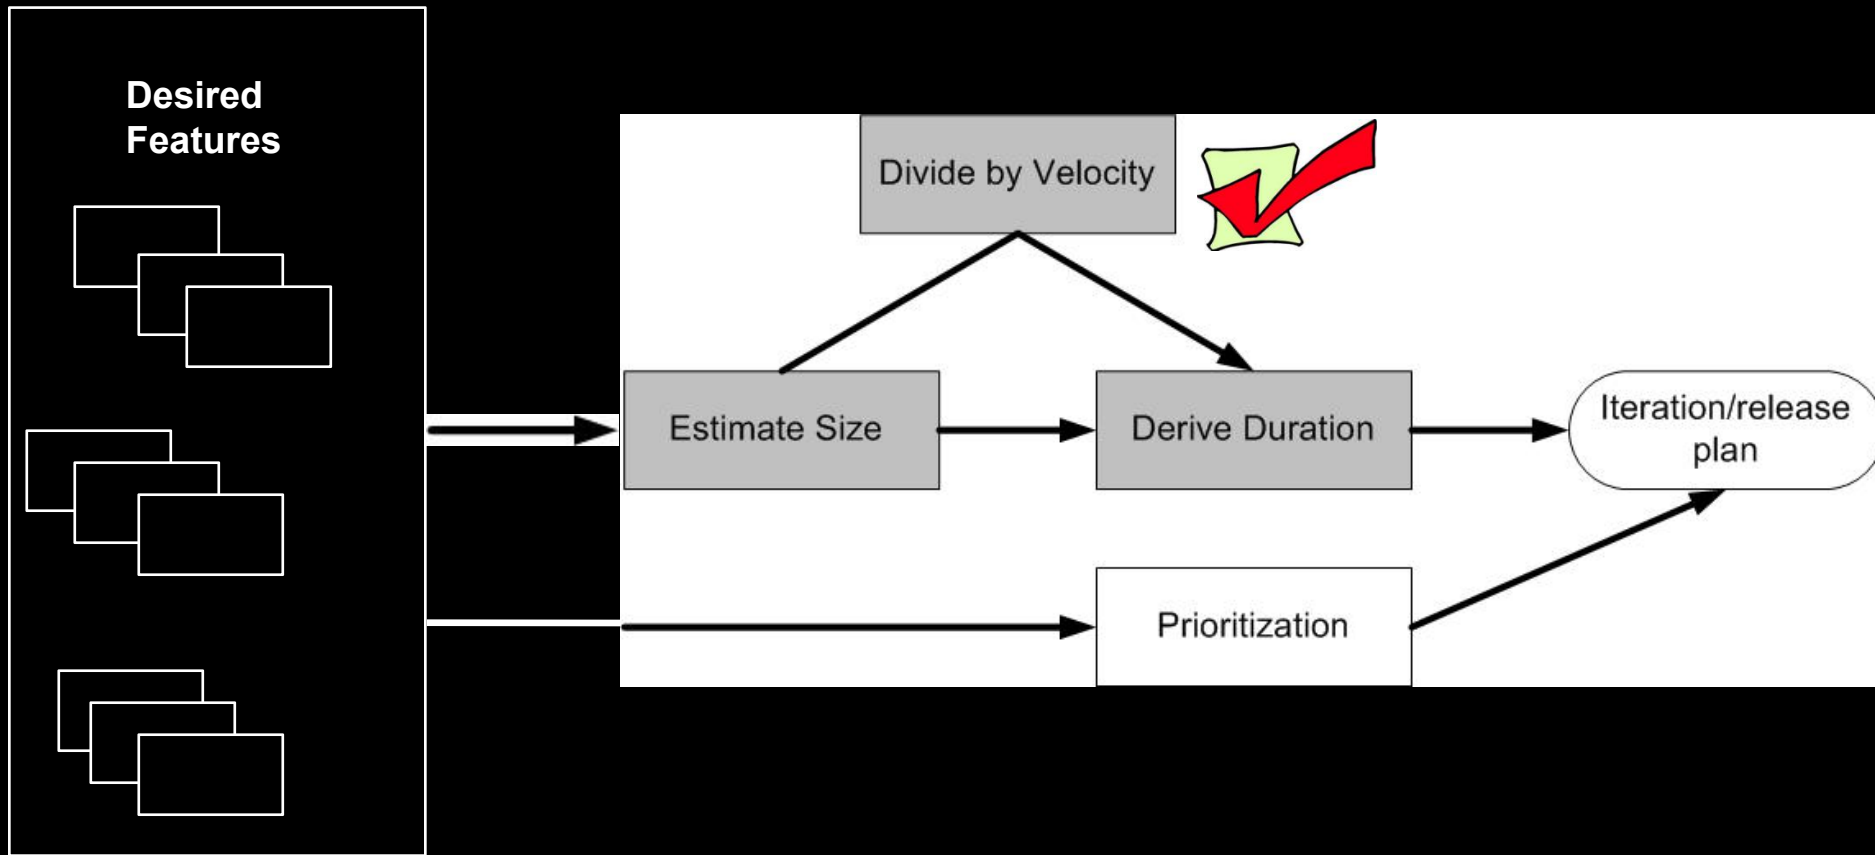 Desired
Features
Divide by Velocity
Estimate Size
Derive Duration
Iteration/release
plan
Prioritization